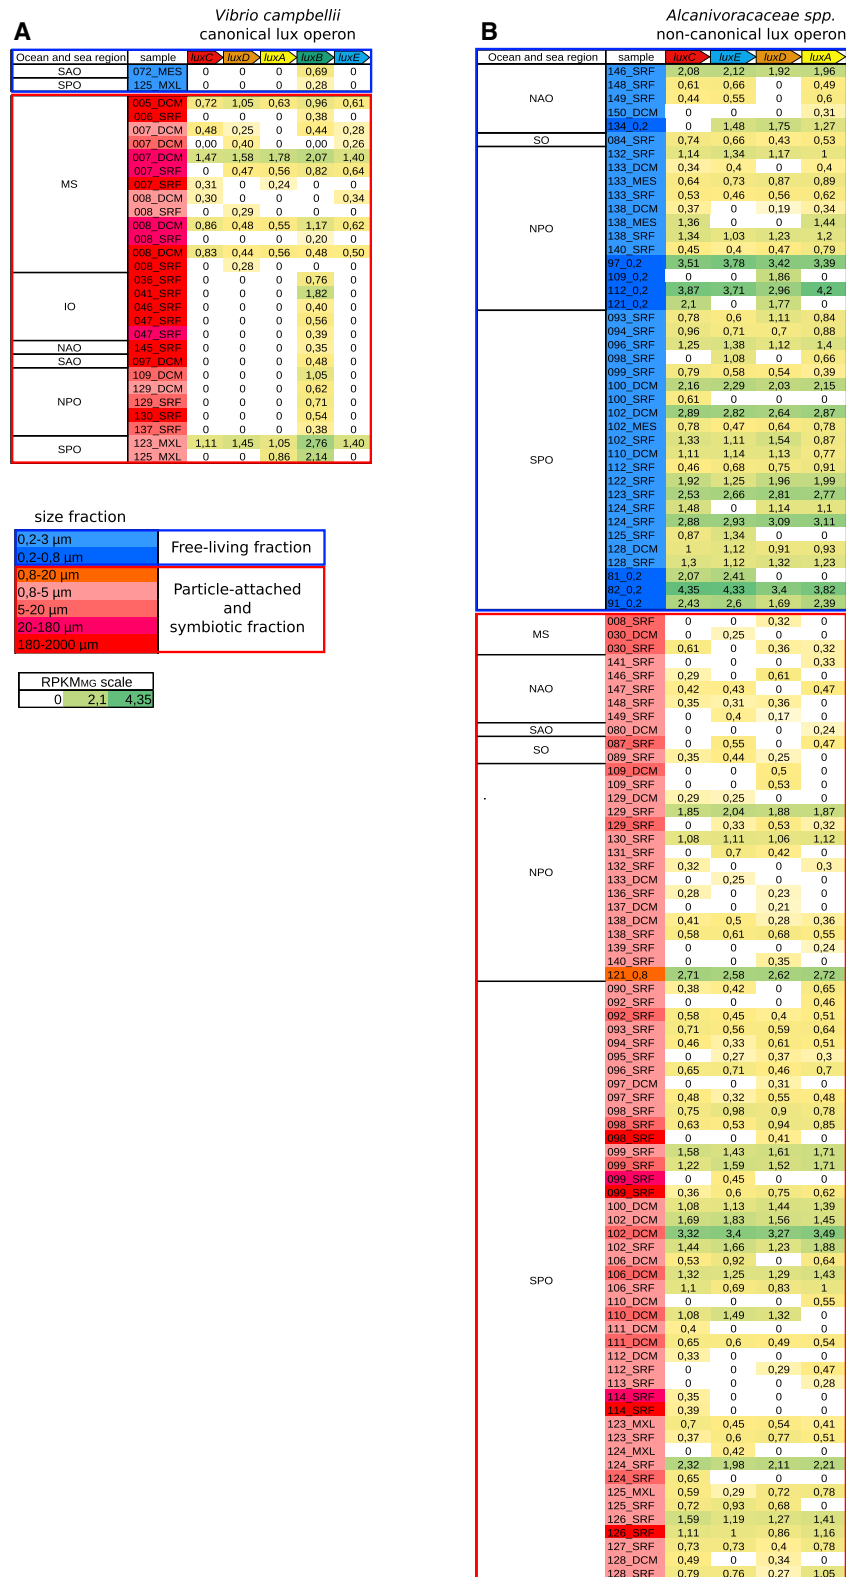 A
Vibrio campbellii
canonical lux operon
Ocean and sea region sample luxC luxD luxA luxB luxE
SAO 072_MES 0 0 0 0,69 0
SPO 125_MXL 0 0 0 0,28 0
MS
005_DCM 0,72 1,05 0,63 0,96 0,61
006_SRF 0 0 0 0,38 0
007_DCM 0,48 0,25 0 0,44 0,28
007_DCM 0,00 0,40 0 0,00 0,26
007_DCM 1,47 1,58 1,78 2,07 1,40
007_SRF 0 0,47 0,56 0,82 0,64
007_SRF 0,31 0 0,24 0 0
008_DCM 0,30 0 0 0 0,34
008_SRF 0 0,29 0 0 0
008_DCM 0,86 0,48 0,55 1,17 0,62
008_SRF 0 0 0 0,20 0
008_DCM 0,83 0,44 0,56 0,48 0,50
008_SRF 0 0,28 0 0 0
IO
036_SRF 0 0 0 0,76 0
041_SRF 0 0 0 1,82 0
046_SRF 0 0 0 0,40 0
047_SRF 0 0 0 0,56 0
047_SRF 0 0 0 0,39 0
NAO 145_SRF 0 0 0 0,35 0
SAO 097_DCM 0 0 0 0,48 0
NPO
109_DCM 0 0 0 1,05 0
129_DCM 0 0 0 0,62 0
129_SRF 0 0 0 0,71 0
130_SRF 0 0 0 0,54 0
137_SRF 0 0 0 0,38 0
SPO
123_MXL 1,11 1,45 1,05 2,76 1,40
125_MXL 0 0 0,86 2,14 0
size fraction
0,2-3 µm
0,2-0,8 µm
Free-living fraction
0,8-20 µm
0,8-5 µm
5-20 µm
20-180 µm
180-2000 µm
Particle-attached
and
symbiotic fraction
RPKMMG scale
0 2,1 4,35
B
Alcanivoracaceae spp.
non-canonical lux operon
Ocean and sea region sample luxC luxE luxD luxA
NAO
146_SRF 2,08 2,12 1,92 1,96
148_SRF 0,61 0,66 0 0,49
149_SRF 0,44 0,55 0 0,6
150_DCM 0 0 0 0,31
134_0,2 0 1,48 1,75 1,27
SO 084_SRF 0,74 0,66 0,43 0,53
NPO
132_SRF 1,14 1,34 1,17 1
133_DCM 0,34 0,4 0 0,4
133_MES 0,64 0,73 0,87 0,89
133_SRF 0,53 0,46 0,56 0,62
138_DCM 0,37 0 0,19 0,34
138_MES 1,36 0 0 1,44
138_SRF 1,34 1,03 1,23 1,2
140_SRF 0,45 0,4 0,47 0,79
97_0,2 3,51 3,78 3,42 3,39
109_0,2 0 0 1,86 0
112_0,2 3,87 3,71 2,96 4,2
121_0,2 2,1 0 1,77 0
SPO
093_SRF 0,78 0,6 1,11 0,84
094_SRF 0,96 0,71 0,7 0,88
096_SRF 1,25 1,38 1,12 1,4
098_SRF 0 1,08 0 0,66
099_SRF 0,79 0,58 0,54 0,39
100_DCM 2,16 2,29 2,03 2,15
100_SRF 0,61 0 0 0
102_DCM 2,89 2,82 2,64 2,87
102_MES 0,78 0,47 0,64 0,78
102_SRF 1,33 1,11 1,54 0,87
110_DCM 1,11 1,14 1,13 0,77
112_SRF 0,46 0,68 0,75 0,91
122_SRF 1,92 1,25 1,96 1,99
123_SRF 2,53 2,66 2,81 2,77
124_SRF 1,48 0 1,14 1,1
124_SRF 2,88 2,93 3,09 3,11
125_SRF 0,87 1,34 0 0
128_DCM 1 1,12 0,91 0,93
128_SRF 1,3 1,12 1,32 1,23
81_0,2 2,07 2,41 0 0
82_0,2 4,35 4,33 3,4 3,82
91_0,2 2,43 2,6 1,69 2,39
MS
008_SRF 0 0 0,32 0
030_DCM 0 0,25 0 0
030_SRF 0,61 0 0,36 0,32
NAO
141_SRF 0 0 0 0,33
146_SRF 0,29 0 0,61 0
147_SRF 0,42 0,43 0 0,47
148_SRF 0,35 0,31 0,36 0
149_SRF 0 0,4 0,17 0
SAO 080_DCM 0 0 0 0,24
SO
087_SRF 0 0,55 0 0,47
089_SRF 0,35 0,44 0,25 0
NPO
109_DCM 0 0 0,5 0
109_SRF 0 0 0,53 0
129_DCM 0,29 0,25 0 0
129_SRF 1,85 2,04 1,88 1,87
129_SRF 0 0,33 0,53 0,32
130_SRF 1,08 1,11 1,06 1,12
131_SRF 0 0,7 0,42 0
132_SRF 0,32 0 0 0,3
133_DCM 0 0,25 0 0
136_SRF 0,28 0 0,23 0
137_DCM 0 0 0,21 0
138_DCM 0,41 0,5 0,28 0,36
138_SRF 0,58 0,61 0,68 0,55
139_SRF 0 0 0 0,24
140_SRF 0 0 0,35 0
121_0,8 2,71 2,58 2,62 2,72
SPO
090_SRF 0,38 0,42 0 0,65
092_SRF 0 0 0 0,46
092_SRF 0,58 0,45 0,4 0,51
093_SRF 0,71 0,56 0,59 0,64
094_SRF 0,46 0,33 0,61 0,51
095_SRF 0 0,27 0,37 0,3
096_SRF 0,65 0,71 0,46 0,7
097_DCM 0 0 0,31 0
097_SRF 0,48 0,32 0,55 0,48
098_SRF 0,75 0,98 0,9 0,78
098_SRF 0,63 0,53 0,94 0,85
098_SRF 0 0 0,41 0
099_SRF 1,58 1,43 1,61 1,71
099_SRF 1,22 1,59 1,52 1,71
099_SRF 0 0,45 0 0
099_SRF 0,36 0,6 0,75 0,62
100_DCM 1,08 1,13 1,44 1,39
102_DCM 1,69 1,83 1,56 1,45
102_DCM 3,32 3,4 3,27 3,49
102_SRF 1,44 1,66 1,23 1,88
106_DCM 0,53 0,92 0 0,64
106_DCM 1,32 1,25 1,29 1,43
106_SRF 1,1 0,69 0,83 1
110_DCM 0 0 0 0,55
110_DCM 1,08 1,49 1,32 0
111_DCM 0,4 0 0 0
111_DCM 0,65 0,6 0,49 0,54
112_DCM 0,33 0 0 0
112_SRF 0 0 0,29 0,47
113_SRF 0 0 0 0,28
114_SRF 0,35 0 0 0
114_SRF 0,39 0 0 0
123_MXL 0,7 0,45 0,54 0,41
123_SRF 0,37 0,6 0,77 0,51
124_MXL 0 0,42 0 0
124_SRF 2,32 1,98 2,11 2,21
124_SRF 0,65 0 0 0
125_MXL 0,59 0,29 0,72 0,78
125_SRF 0,72 0,93 0,68 0
126_SRF 1,59 1,19 1,27 1,41
126_SRF 1,11 1 0,86 1,16
127_SRF 0,73 0,73 0,4 0,78
128_DCM 0,49 0 0,34 0
128_SRF 0,79 0,76 0,27 1,05